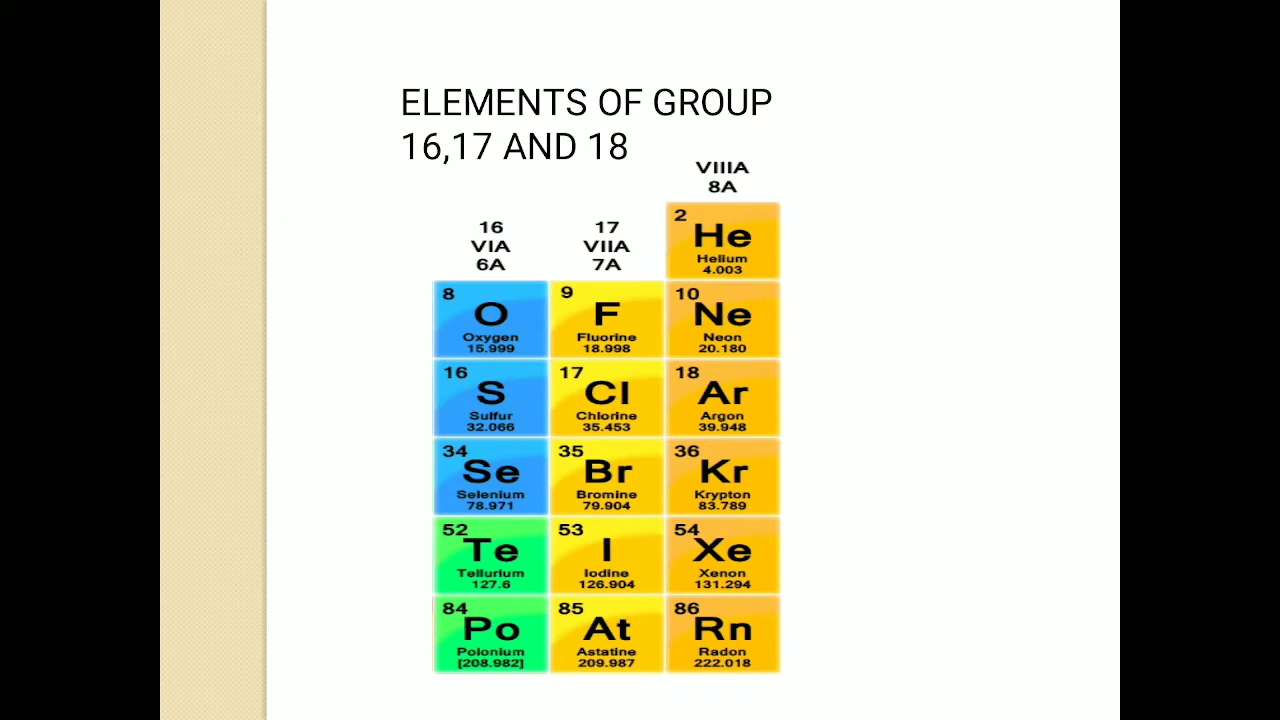 ELEMENTS OF GROUP
16,17 AND 18
VIIIA
8A
16
VIA
6A
17
VIIA
7A
2
He
Helium
4.003
8
O
Oxygen
15.999
9
F
Fluorine
18.998
10
Ne
Neon
20.180
16
S
Sulfur
32.066
17
Cl
Chlorine
35.453
18
Ar
Argon
39.948
34
Se
Selenium
78.971
35
Br
Bromine
79.904
36
Kr
Krypton
83.789
52
Te
Tellurium
127.6
53
I
Iodine
126.904
54
Xe
Xenon
131.294
84
Po
Polonium
[208.982]
85
At
Astatine
209.987
86
Rn
Radon
222.018